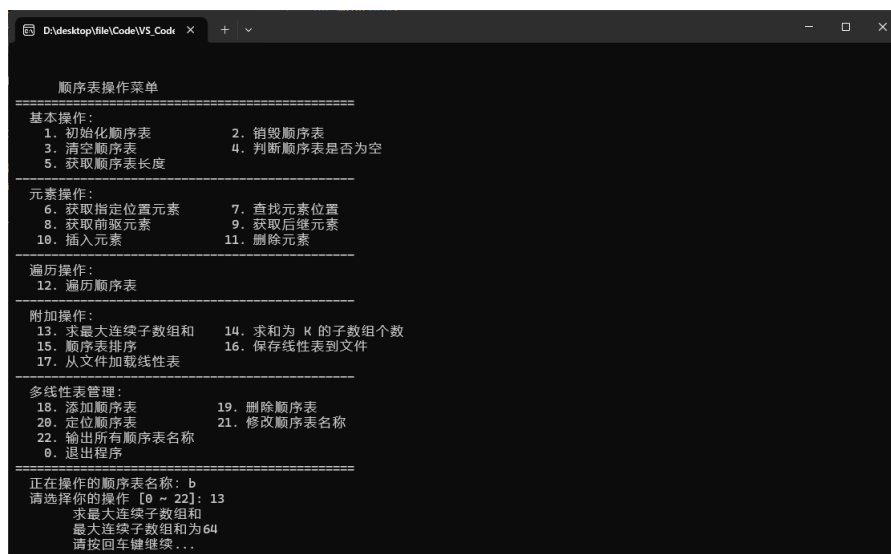 D:\desktop\file\Code\VS_Code
顺序表操作菜单
===============================================
基本操作:
1. 初始化顺序表 2. 销毁顺序表
3. 清空顺序表 4. 判断顺序表是否为空
5. 获取顺序表长度
-----------------------------------------------
元素操作:
6. 获取指定位置元素 7. 查找元素位置
8. 获取前驱元素 9. 获取后继元素
10. 插入元素 11. 删除元素
-----------------------------------------------
遍历操作:
12. 遍历顺序表
-----------------------------------------------
附加操作:
13. 求最大连续子数组和 14. 求和为 K 的子数组个数
15. 顺序表排序 16. 保存线性表到文件
17. 从文件加载线性表
-----------------------------------------------
多线性表管理:
18. 添加顺序表 19. 删除顺序表
20. 定位顺序表 21. 修改顺序表名称
22. 输出所有顺序表名称
0. 退出程序
===============================================
正在操作的顺序表名称: b
请选择你的操作 [0 ~ 22]: 13
求最大连续子数组和
最大连续子数组和为64
请按回车键继续...